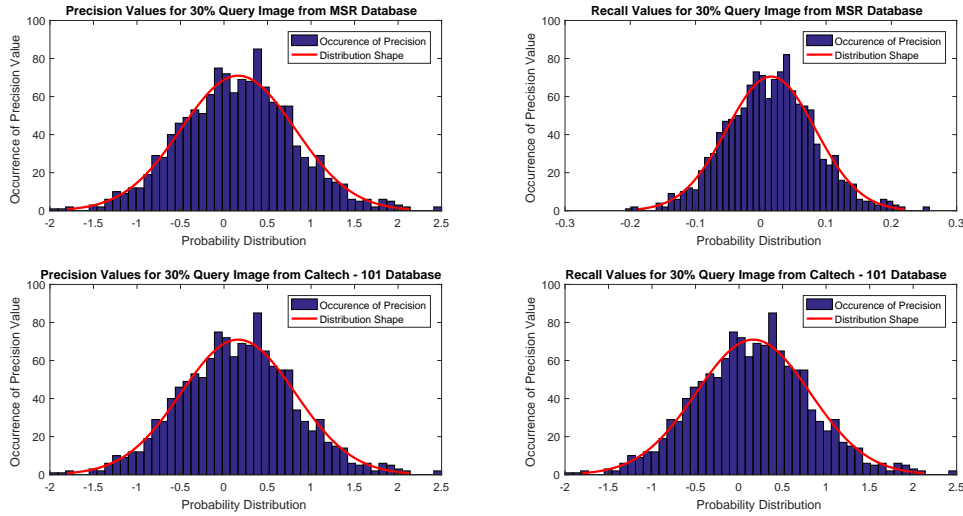 Precision Values for 30% Query Image from MSR Database
Occurrence of Precision Value
100
80
60
40
20
0
Occurence of Precision
Distribution Shape
-2 -1.5 -1 -0.5 0 0.5 1 1.5 2 2.5
Probability Distribution
Recall Values for 30% Query Image from MSR Database
Occurrence of Precision Value
100
80
60
40
20
0
Occurence of Precision
Distribution Shape
-0.3 -0.2 -0.1 0 0.1 0.2 0.3
Probability Distribution
Precision Values for 30% Query Image from Caltech - 101 Database
Occurrence of Precision Value
100
80
60
40
20
0
Occurence of Precision
Distribution Shape
-2 -1.5 -1 -0.5 0 0.5 1 1.5 2 2.5
Probability Distribution
Recall Values for 30% Query Image from Caltech - 101 Database
Occurrence of Precision Value
100
80
60
40
20
0
Occurence of Precision
Distribution Shape
-2 -1.5 -1 -0.5 0 0.5 1 1.5 2 2.5
Probability Distribution